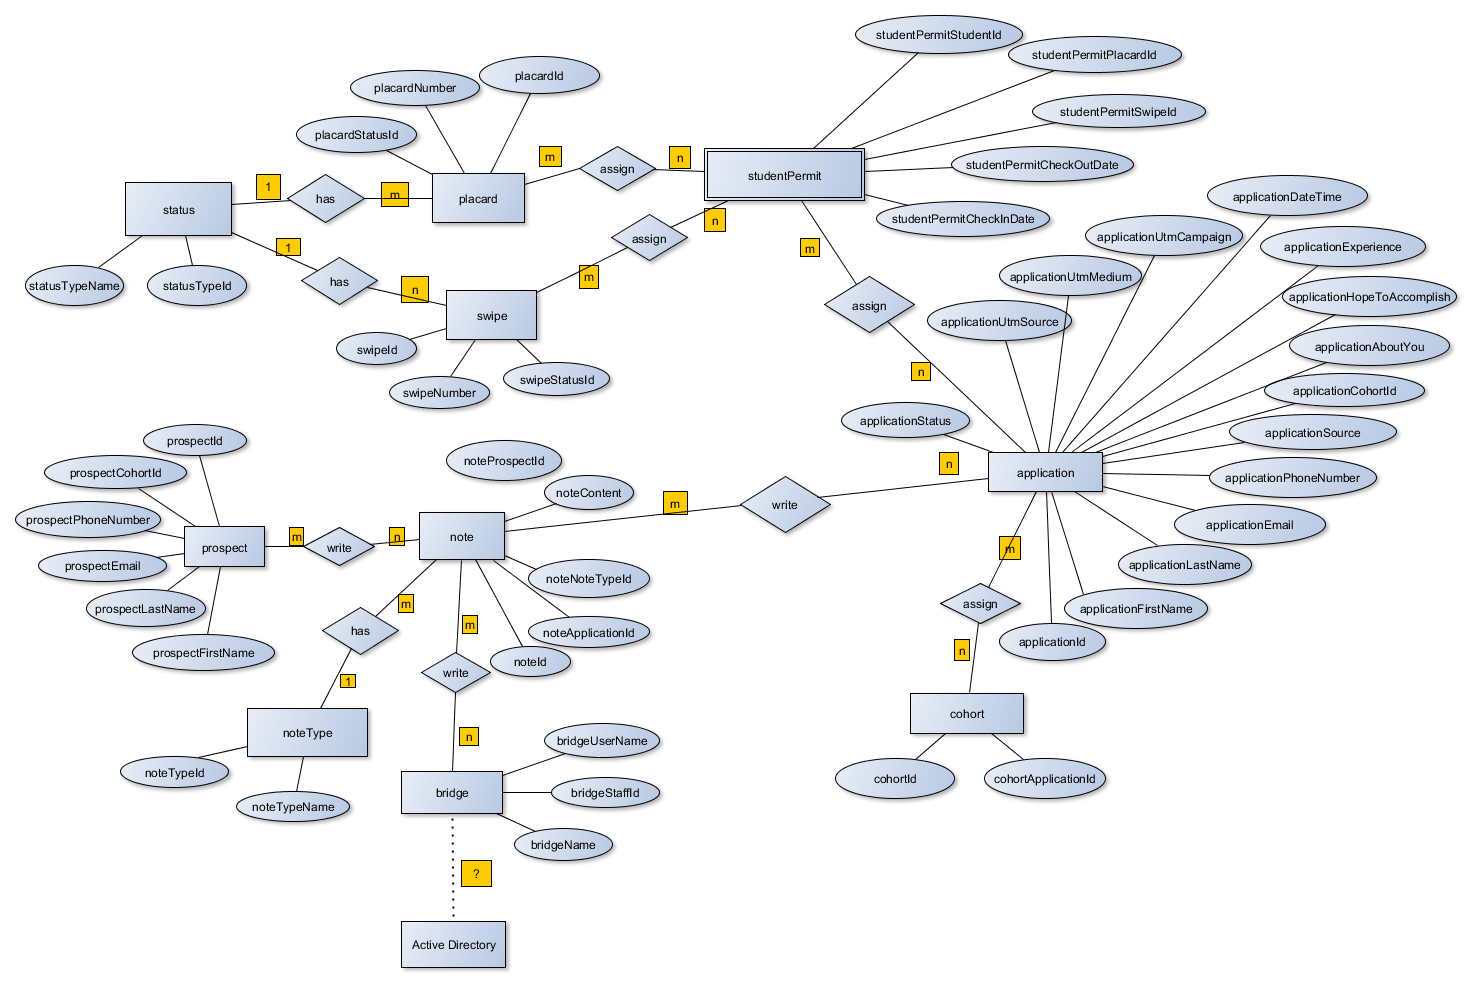 studentPermitStudentId
studentPermitPlacardId
placardId
placardNumber
studentPermitSwipeId
placardStatusId
m
assign
n
studentPermitCheckOutDate
studentPermit
1
has
m
placard
status
applicationDateTime
n
studentPermitCheckInDate
assign
applicationUtmCampaign
1
m
applicationExperience
has
m
applicationUtmMedium
statusTypeName
statusTypeId
n
applicationHopeToAccomplish
assign
swipe
applicationUtmSource
swipeId
applicationAboutYou
n
swipeStatusId
swipeNumber
applicationCohortId
applicationStatus
applicationSource
prospectId
noteProspectId
n
prospectCohortId
application
applicationPhoneNumber
noteContent
m
write
prospectPhoneNumber
applicationEmail
m
n
note
prospect
write
m
prospectEmail
applicationLastName
noteNoteTypeId
m
assign
prospectLastName
applicationFirstName
m
has
noteApplicationId
applicationId
prospectFirstName
n
noteId
write
1
cohort
noteType
n
bridgeUserName
noteTypeId
cohortId
cohortApplicationId
bridge
bridgeStaffId
noteTypeName
bridgeName
?
Active Directory